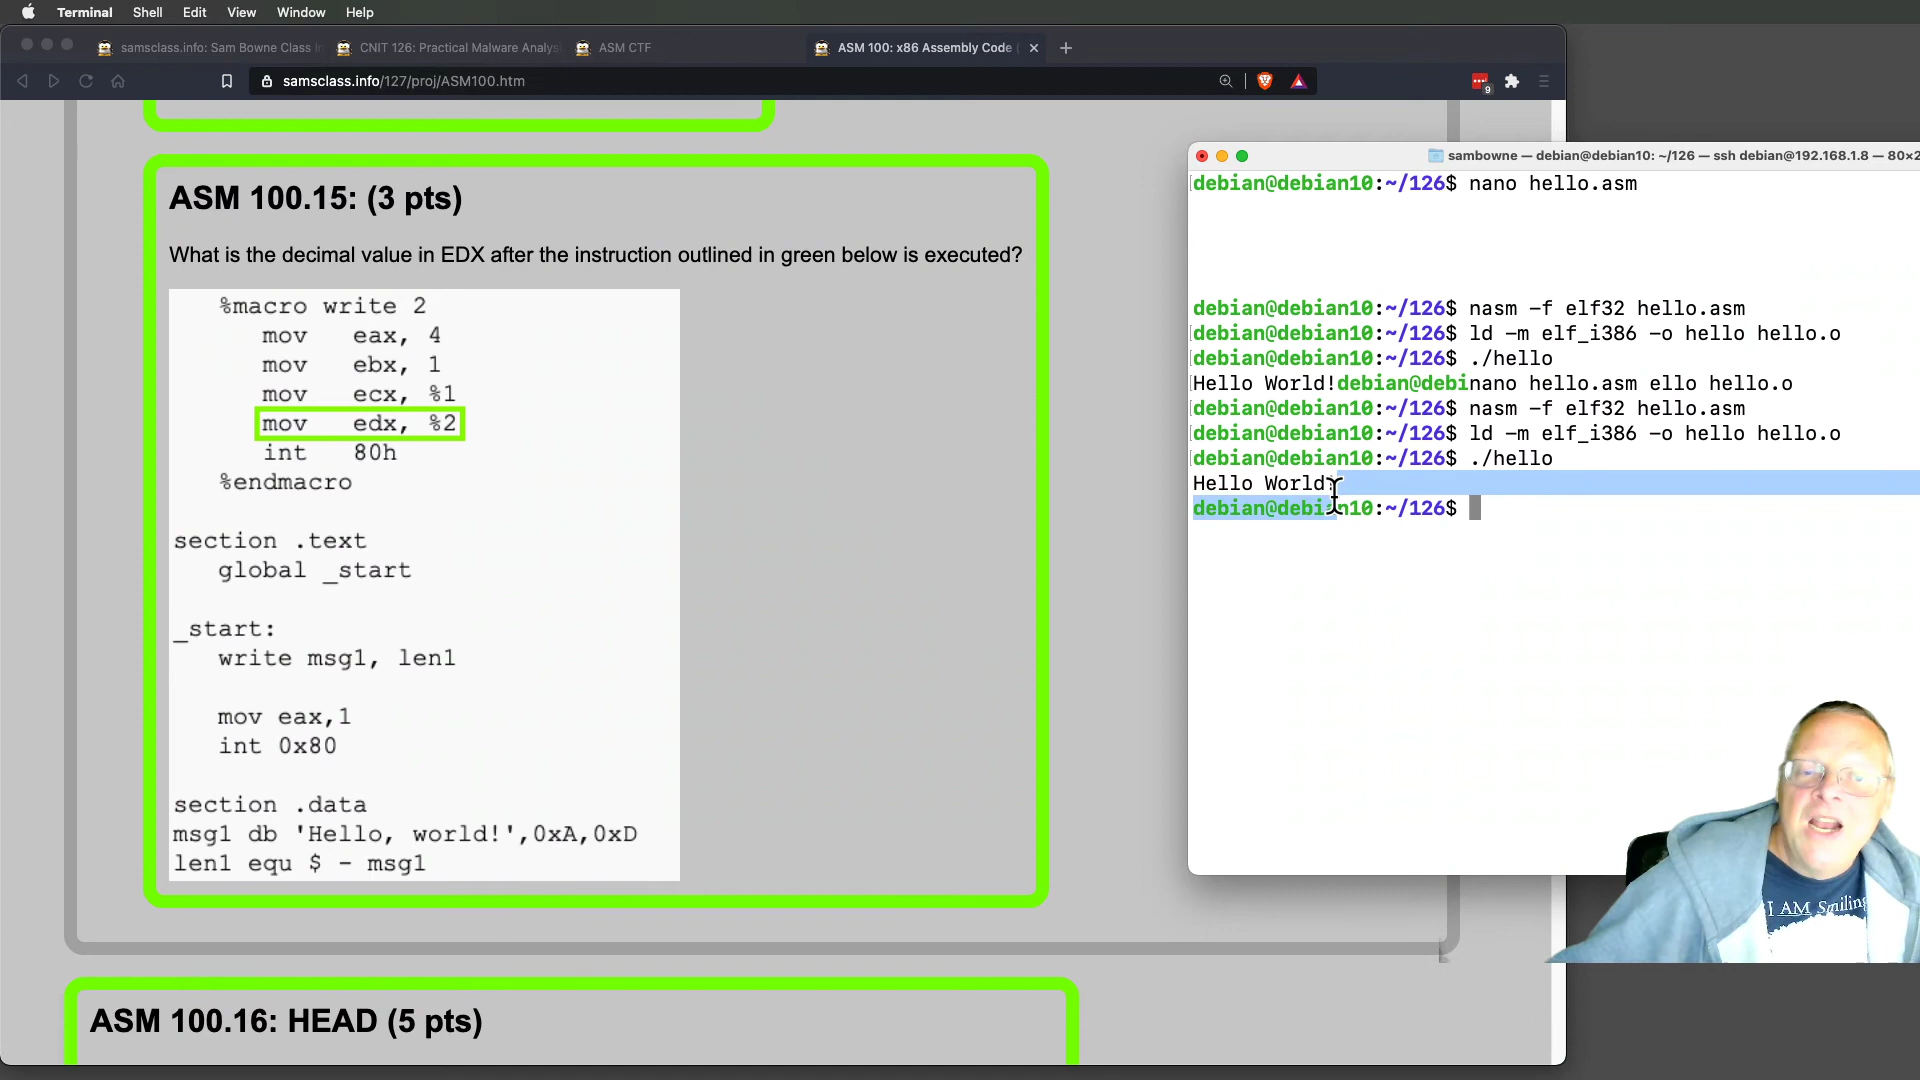 Terminal Shell Edit View Window Help
samsclass.info: Sam Bowne Class I
CNIT 126: Practical Malware Analys
ASM CTF
ASM 100: x86 Assembly Code (
samsclass.info/127/proj/ASM100.htm
9
ASM 100.15: (3 pts)
What is the decimal value in EDX after the instruction outlined in green below is executed?
%macro write 2
mov eax, 4
mov ebx, 1
mov ecx, %1
mov edx, %2
int 80h
%endmacro
section .text
global _start
_start:
write msg1, len1
mov eax,1
int 0x80
section .data
msg1 db 'Hello, world!',0xA,0xD
len1 equ $ - msg1
ASM 100.16: HEAD (5 pts)
sambowne — debian@debian10: ~/126 — ssh debian@192.168.1.8 — 80×2
debian@debian10:~/126$ nano hello.asm
debian@debian10:~/126$ nasm -f elf32 hello.asm
debian@debian10:~/126$ ld -m elf_i386 -o hello hello.o
debian@debian10:~/126$ ./hello
Hello World!debian@debinano hello.asm ello hello.o
debian@debian10:~/126$ nasm -f elf32 hello.asm
debian@debian10:~/126$ ld -m elf_i386 -o hello hello.o
debian@debian10:~/126$ ./hello
Hello World
debian@debian10:~/126$
I AM Smiling